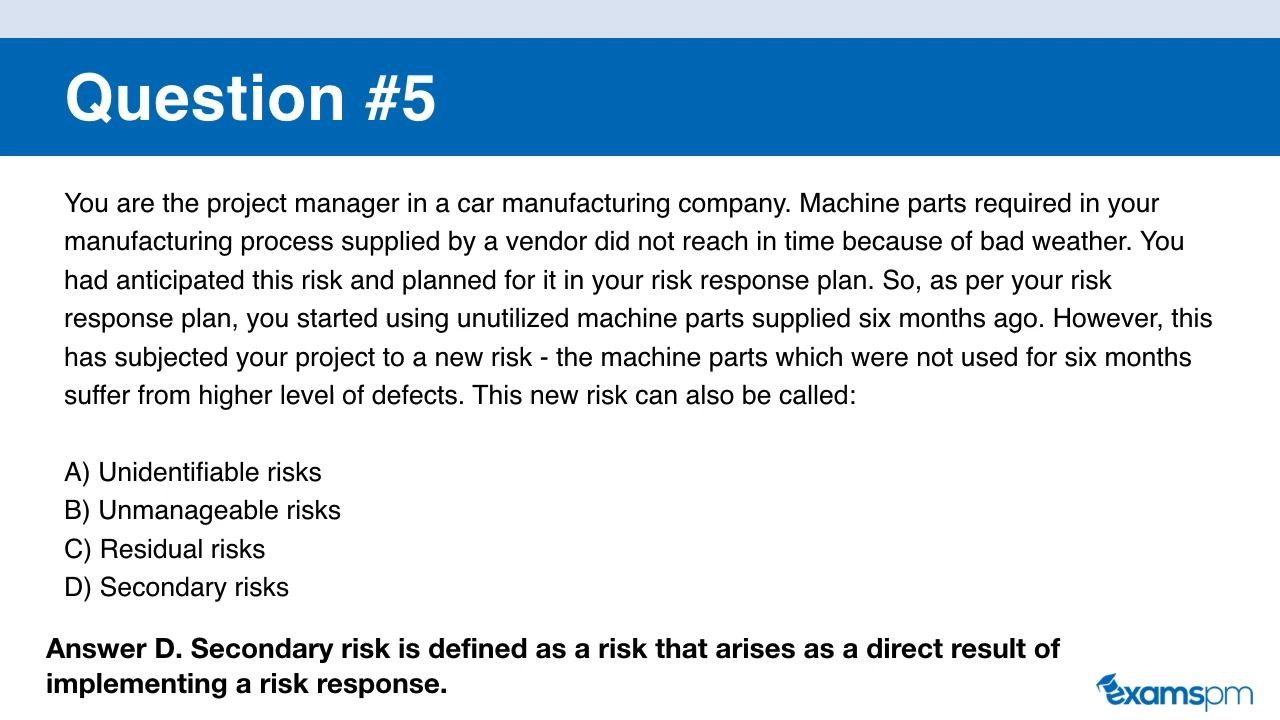 Question #5
You are the project manager in a car manufacturing company. Machine parts required in your
manufacturing process supplied by a vendor did not reach in time because of bad weather. You
had anticipated this risk and planned for it in your risk response plan. So, as per your risk
response plan, you started using unutilized machine parts supplied six months ago. However, this
has subjected your project to a new risk - the machine parts which were not used for six months
suffer from higher level of defects. This new risk can also be called:
A) Unidentifiable risks
B) Unmanageable risks
C) Residual risks
D) Secondary risks
Answer D. Secondary risk is defined as a risk that arises as a direct result of
implementing a risk response.
examspm